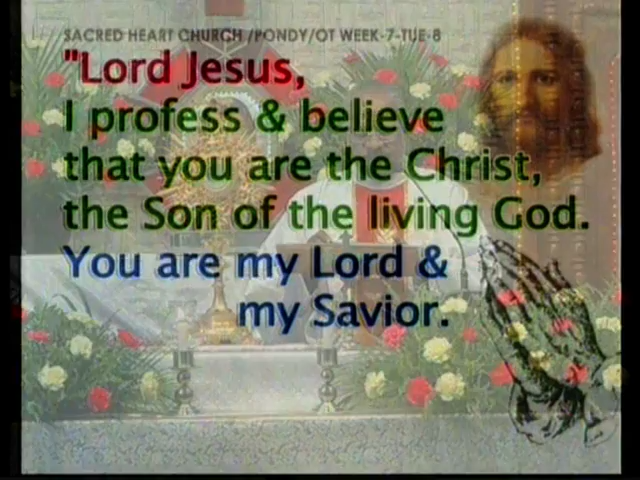 SACRED HEART CHURCH /PONDY/OT WEEK-7-TUE-8
"Lord Jesus,
I profess & believe
that you are the Christ,
the Son of the living God.
You are my Lord &
my Savior.